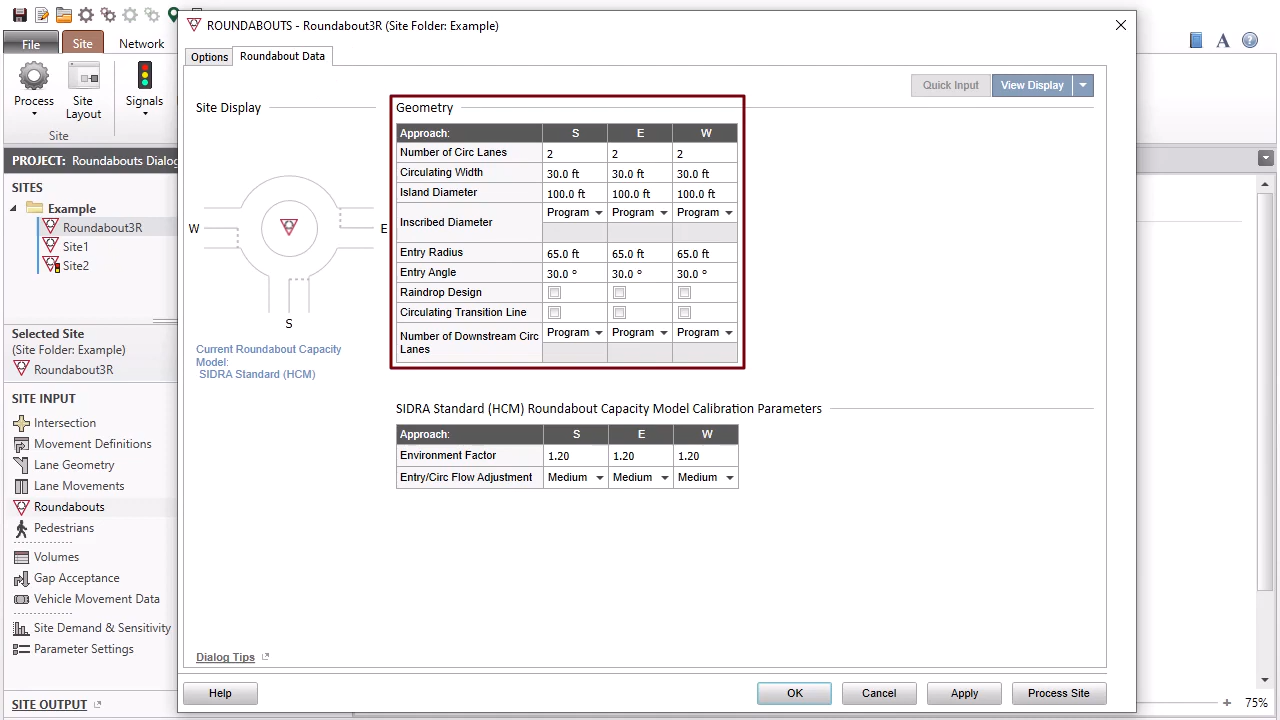 ROUNDABOUTS - Roundabout3R (Site Folder: Example)
File Site Network
Options Roundabout Data
Quick Input View Display
Process Site Layout Signals
Site
PROJECT: Roundabouts Dialo
SITES
Example
Roundabout3R
Site1
Site2
Selected Site
(Site Folder: Example)
Roundabout3R
SITE INPUT
Intersection
Movement Definitions
Lane Geometry
Lane Movements
Roundabouts
Pedestrians
Volumes
Gap Acceptance
Vehicle Movement Data
Site Demand & Sensitivity
Parameter Settings
SITE OUTPUT
Site Display
W
E
S
Current Roundabout Capacity
Model:
SIDRA Standard (HCM)
Geometry
Approach: S E W
Number of Circ Lanes 2 2 2
Circulating Width 30.0 ft 30.0 ft 30.0 ft
Island Diameter 100.0 ft 100.0 ft 100.0 ft
Inscribed Diameter Program Program Program
Entry Radius 65.0 ft 65.0 ft 65.0 ft
Entry Angle 30.0 ° 30.0 ° 30.0 °
Raindrop Design
Circulating Transition Line
Number of Downstream Circ
Lanes Program Program Program
SIDRA Standard (HCM) Roundabout Capacity Model Calibration Parameters
Approach: S E W
Environment Factor 1.20 1.20 1.20
Entry/Circ Flow Adjustment Medium Medium Medium
Dialog Tips
Help OK Cancel Apply Process Site
75%